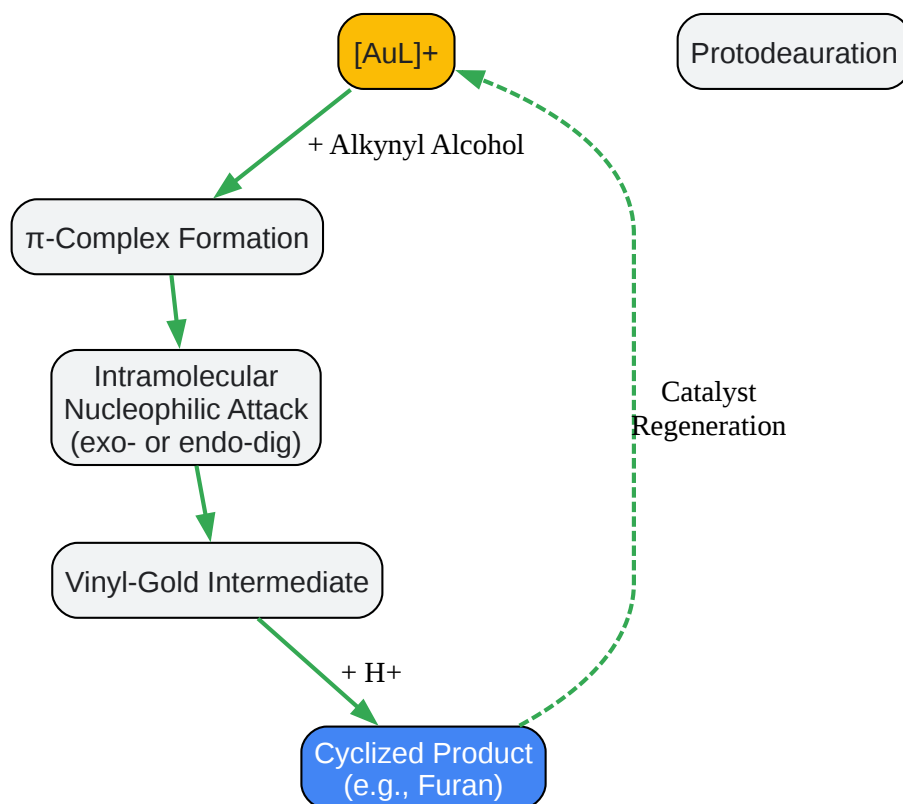 [AuL]+
Protodeauration
+ Alkynyl Alcohol
π-Complex Formation
Intramolecular
Nucleophilic Attack
(exo- or endo-dig)
Catalyst
Regeneration
Vinyl-Gold Intermediate
+ H+
Cyclized Product
(e.g., Furan)